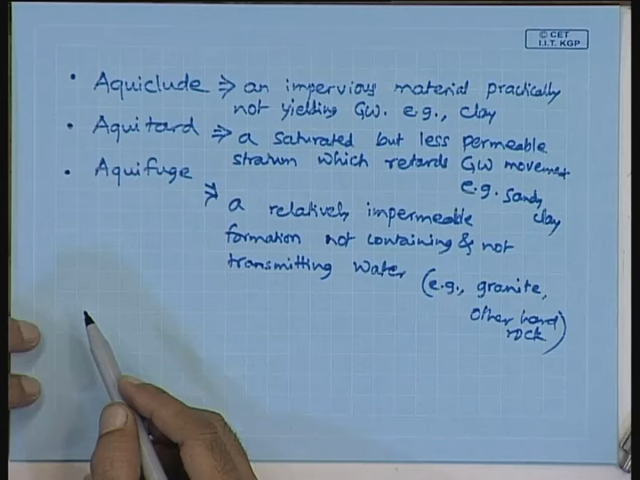 © CET
I.I.T. KGP
• Aquiclude ⇒ an impervious material practically
not yielding GW. e.g., clay
• Aquitard ⇒ a saturated but less permeable
stratum which retards GW movement
e.g. sandy clay
• Aquifuge ⇒
a relatively impermeable
formation not containing & not
transmitting water (e.g., granite,
other hard
rock)